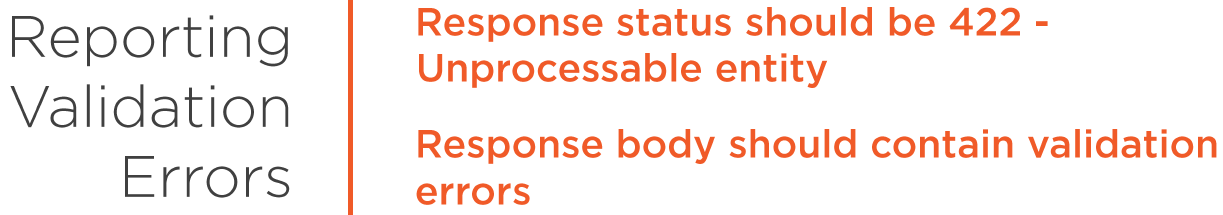 Reporting
Validation
Errors
Response status should be 422 -
Unprocessable entity
Response body should contain validation
errors